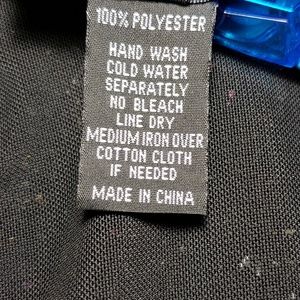 100% POLYESTER
HAND WASH
COLD WATER
SEPARATELY
NO BLEACH
LINE DRY
MEDIUM IRON OVER
COTTON CLOTH
IF NEEDED
MADE IN CHINA